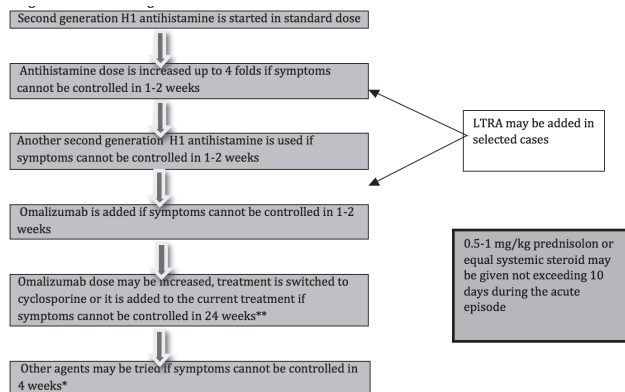 Second generation H1 antihistamine is started in standard dose
Antihistamine dose is increased up to 4 folds if symptoms
cannot be controlled in 1-2 weeks
LTRA may be added in
selected cases
Another second generation H1 antihistamine is used if
symptoms cannot be controlled in 1-2 weeks
Omalizumab is added if symptoms cannot be controlled in 1-2
weeks
0.5-1 mg/kg prednisolon or
equal systemic steroid may
be given not exceeding 10
days during the acute
episode
Omalizumab dose may be increased, treatment is switched to
cyclosporine or it is added to the current treatment if
symptoms cannot be controlled in 24 weeks**
Other agents may be tried if symptoms cannot be controlled in
4 weeks*